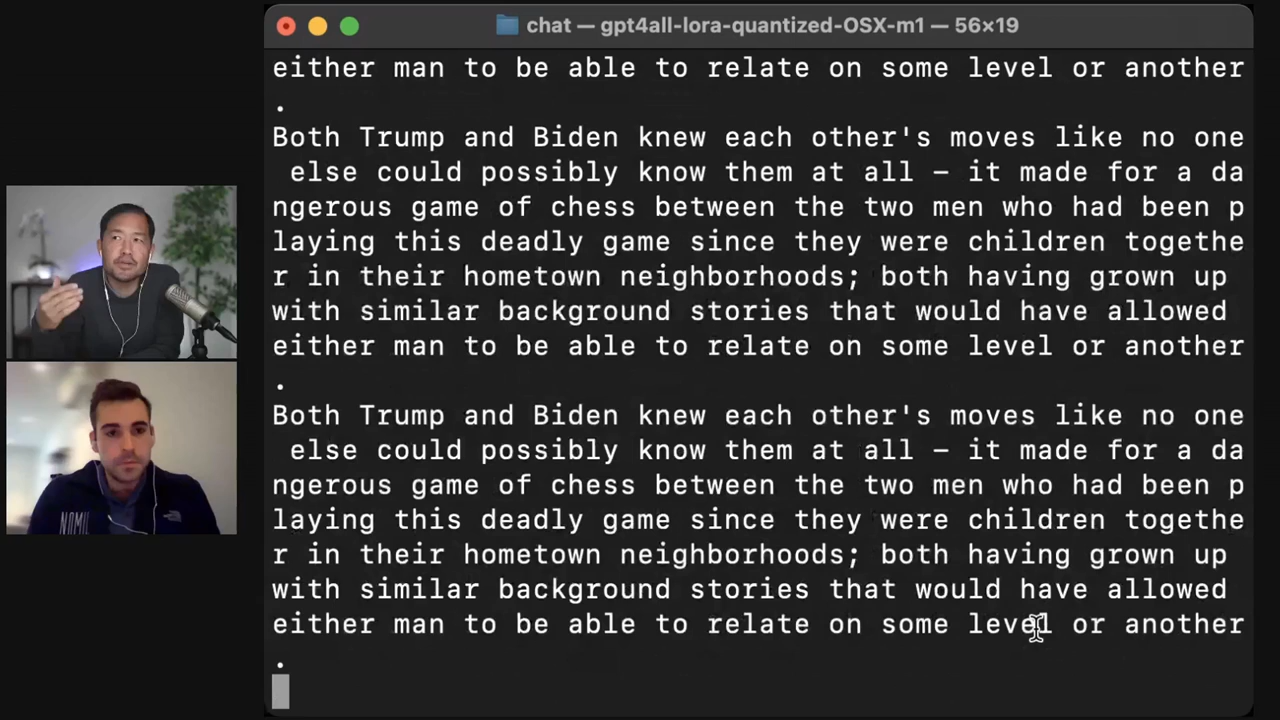 chat — gpt4all-lora-quantized-OSX-m1 — 56×19
either man to be able to relate on some level or another
.
Both Trump and Biden knew each other's moves like no one
 else could possibly know them at all – it made for a da
ngerous game of chess between the two men who had been p
laying this deadly game since they were children togethe
r in their hometown neighborhoods; both having grown up
with similar background stories that would have allowed
either man to be able to relate on some level or another
.
Both Trump and Biden knew each other's moves like no one
 else could possibly know them at all – it made for a da
ngerous game of chess between the two men who had been p
laying this deadly game since they were children togethe
r in their hometown neighborhoods; both having grown up
with similar background stories that would have allowed
either man to be able to relate on some level or another
.